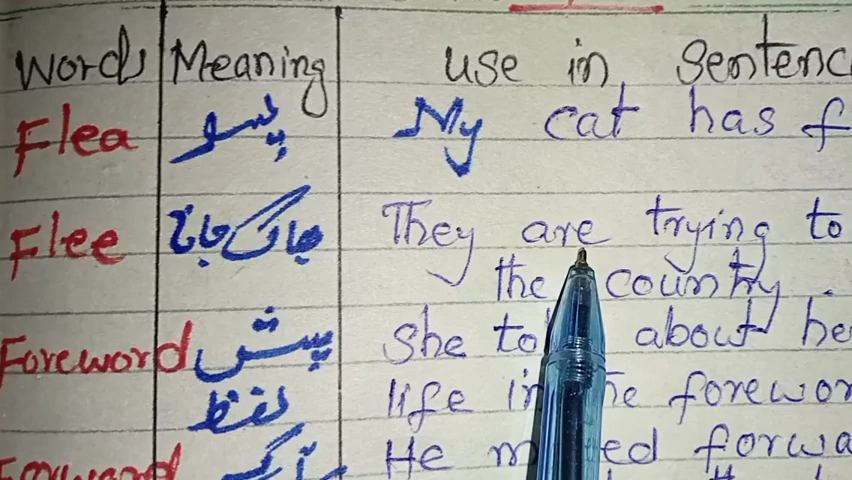 Words Meaning use in Sentenc
Flea پسو My cat has f
Flee بھاگ جانا They are trying to
the country.
Foreword پیش She to about he
لفظ life in the forewor
Forward He m ed forwa